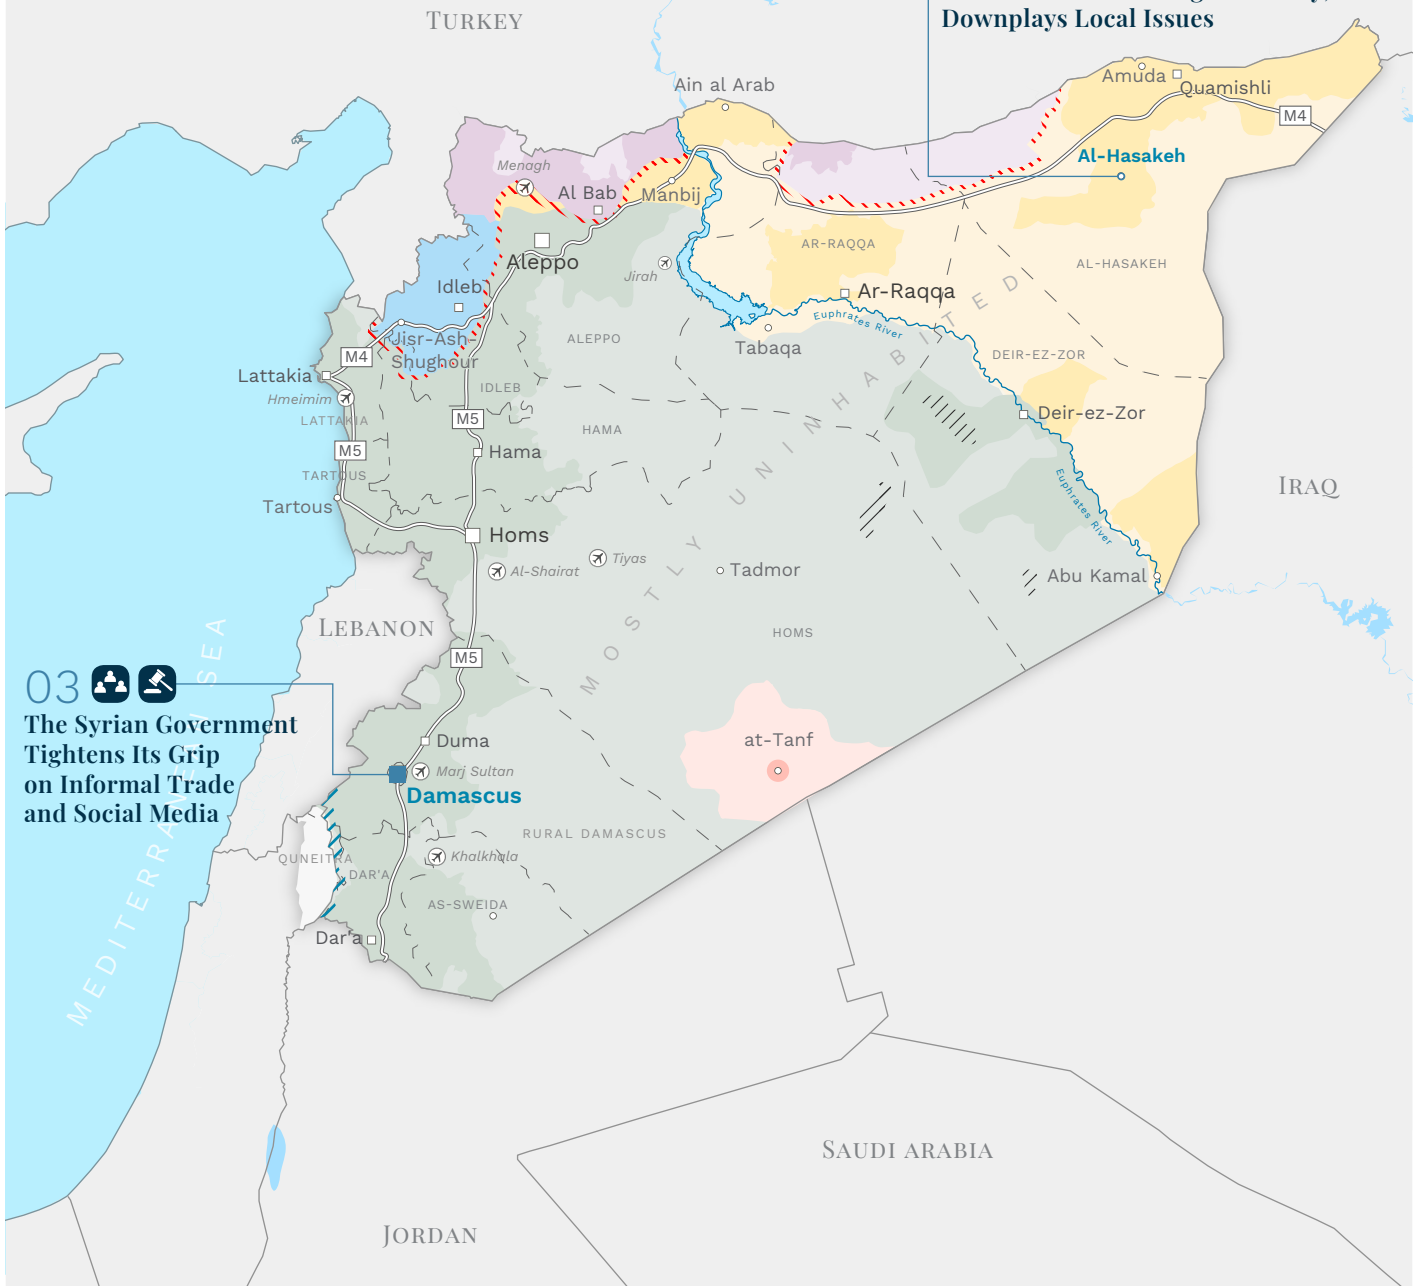 Downplays Local Issues
TURKEY
Amuda
Quamishli
Ain al Arab
M4
Al-Hasakeh
Menagh
Al Bab
Manbij
Aleppo
AR-RAQQA
AL-HASAKEH
Jirah
Idleb
Ar-Raqqa
Euphrates River
ALEPPO
Jisr-Ash-
Shughour
M4
Tabaqa
DEIR-EZ-ZOR
Lattakia
IDLEB
Hmeimim
LATTAKIA
M5
Deir-ez-Zor
HAMA
M5
Hama
MOSTLY UNINHABITED
TARTOUS
IRAQ
Tartous
Euphrates River
Homs
Tiyas
Al-Shairat
Tadmor
Abu Kamal
LEBANON
HOMS
M5
MEDITERRANEAN SEA
03
The Syrian Government
Tightens Its Grip
on Informal Trade
and Social Media
Duma
at-Tanf
Marj Sultan
Damascus
RURAL DAMASCUS
Khalkhala
QUNEITRA
DAR'A
AS-SWEIDA
Dar'a
SAUDI ARABIA
JORDAN